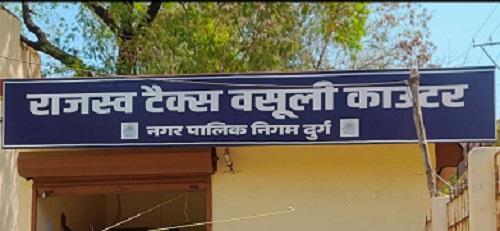 राजस्व टैक्स वसूली काउंटर
नगर पालिक निगम दुर्ग